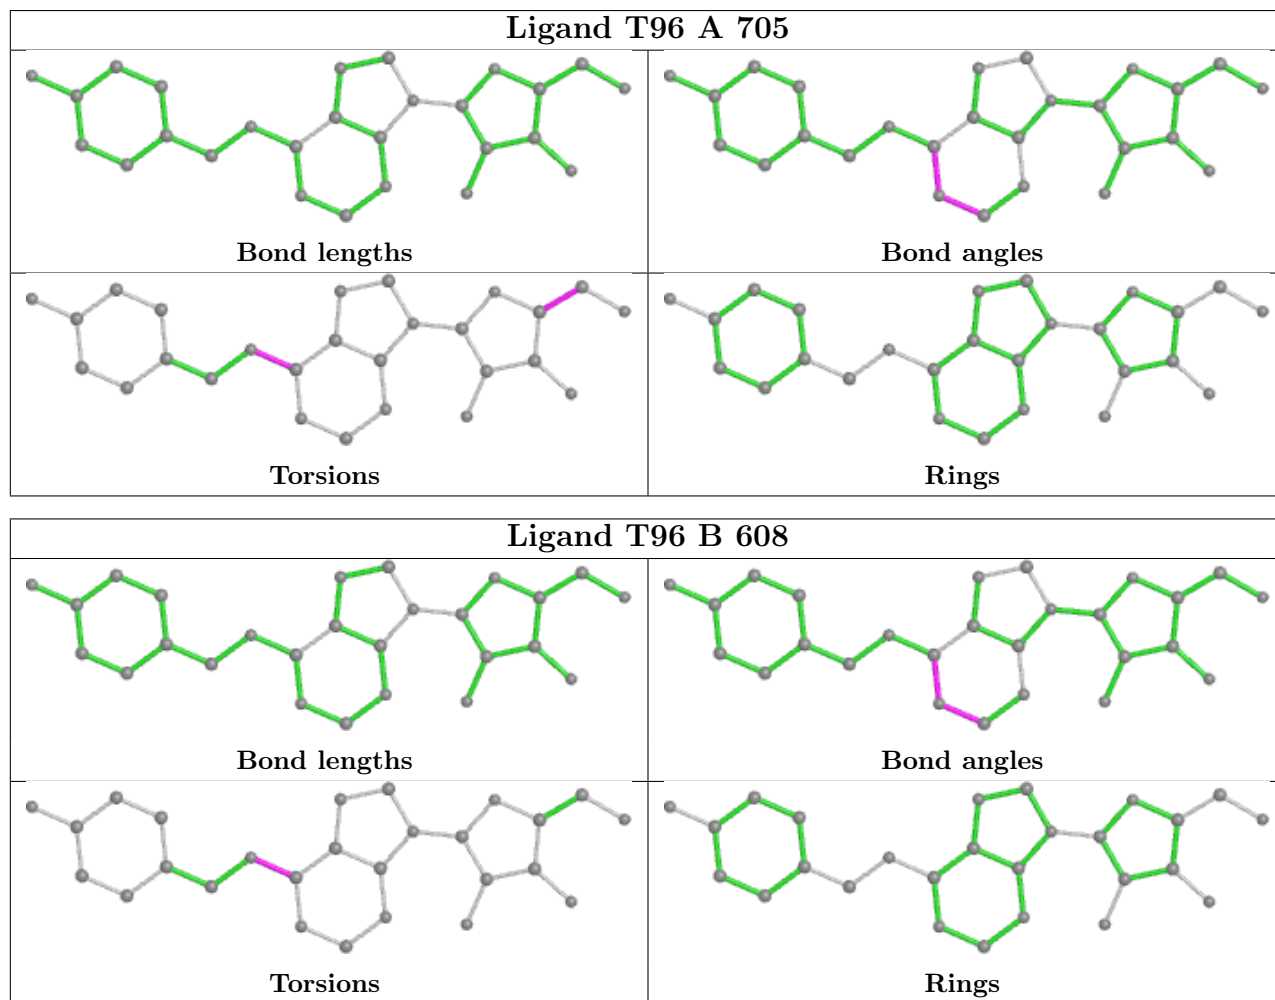 Ligand T96 A 705
Bond lengths
Bond angles
Torsions
Rings
Ligand T96 B 608
Bond lengths
Bond angles
Torsions
Rings